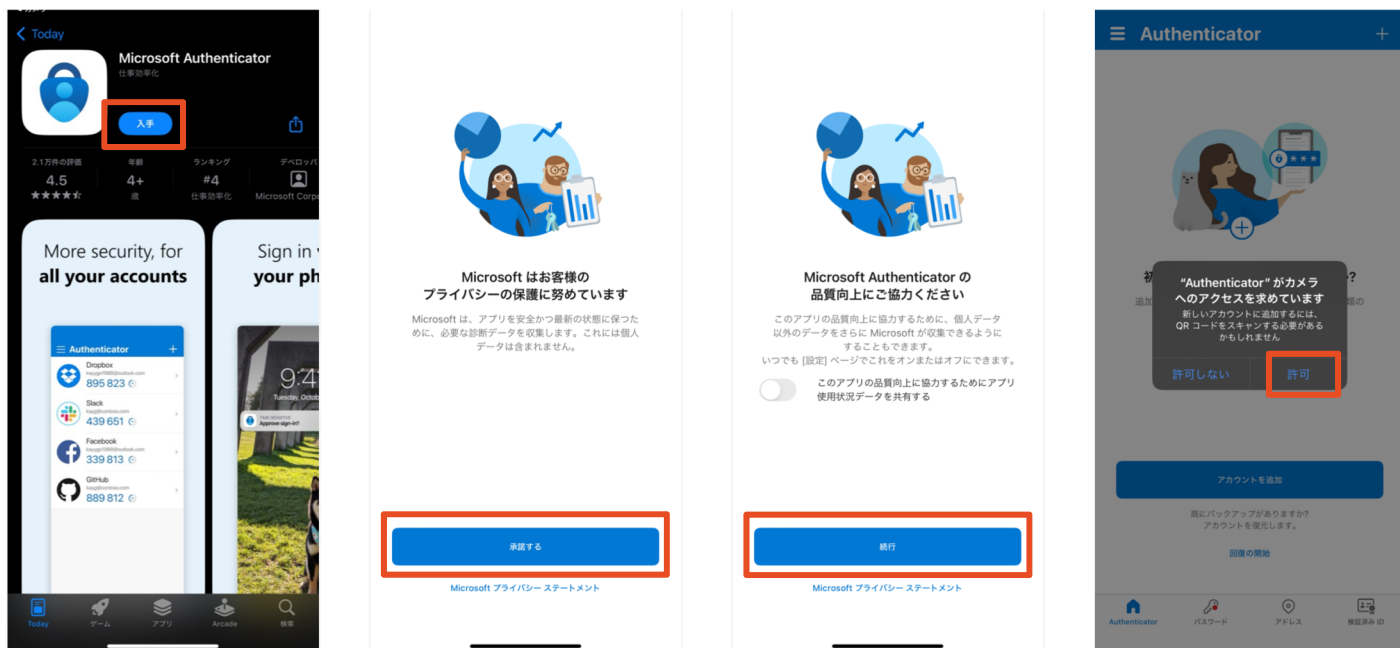 Today
Microsoft Authenticator
仕事効率化
入手
2.1万件の評価
4.5
年齢
4+
歳
ランキング
#4
仕事効率化
デベロッパ
Microsoft Corp
More security, for
all your accounts
Authenticator
Dropbox
895 823
Slack
439 651
Facebook
339 813
GitHub
889 812
Sign in
your ph
9:4
Tuesday, Octob
TIME SENSITIVE
Approve sign-in?
Today
ゲーム
アプリ
Arcade
検索
Microsoft はお客様の
プライバシーの保護に努めています
Microsoft は、アプリを安全かつ最新の状態に保つた
めに、必要な診断データを収集します。これには個人
データは含まれません。
承諾する
Microsoft プライバシー ステートメント
Microsoft Authenticator の
品質向上にご協力ください
このアプリの品質向上に協力するために、個人データ
以外のデータをさらに Microsoft が収集できるように
することもできます。
いつでも [設定] ページでこれをオンまたはオフにできます。
このアプリの品質向上に協力するためにアプリ
使用状況データを共有する
続行
Microsoft プライバシー ステートメント
Authenticator
“Authenticator”がカメラ
へのアクセスを求めています
新しいアカウントに追加するには、
QR コードをスキャンする必要がある
かもしれません
許可しない
許可
アカウントを追加
既にバックアップがありますか?
アカウントを復元します。
回復の開始
Authenticator
パスワード
アドレス
検証済み ID